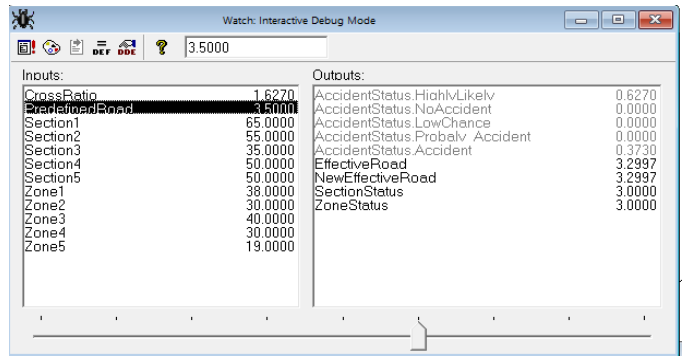 Watch: Interactive Debug Mode
DEF DDE ? 3.5000
Inputs: Outputs:
CrossRatio 1.6270 AccidentStatus.HighlyLikely 0.6270
PredefinedRoad 3.5000 AccidentStatus.NoAccident 0.0000
Section1 65.0000 AccidentStatus.LowChance 0.0000
Section2 55.0000 AccidentStatus.Probaly_Accident 0.0000
Section3 35.0000 AccidentStatus.Accident 0.3730
Section4 50.0000 EffectiveRoad 3.2997
Section5 50.0000 NewEffectiveRoad 3.2997
Zone1 38.0000 SectionStatus 3.0000
Zone2 30.0000 ZoneStatus 3.0000
Zone3 40.0000
Zone4 30.0000
Zone5 19.0000